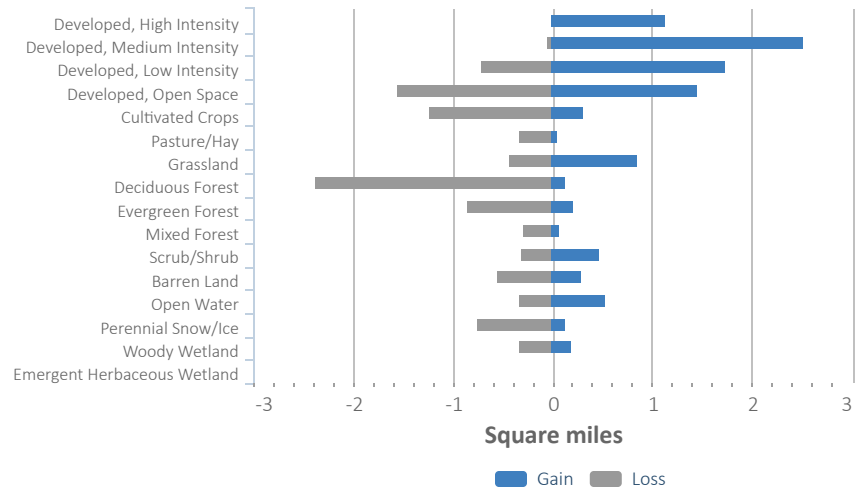 Developed, High Intensity
Developed, Medium Intensity
Developed, Low Intensity
Developed, Open Space
Cultivated Crops
Pasture/Hay
Grassland
Deciduous Forest
Evergreen Forest
Mixed Forest
Scrub/Shrub
Barren Land
Open Water
Perennial Snow/Ice
Woody Wetland
Emergent Herbaceous Wetland
-3 -2 -1 0 1 2 3
Square miles
Gain Loss